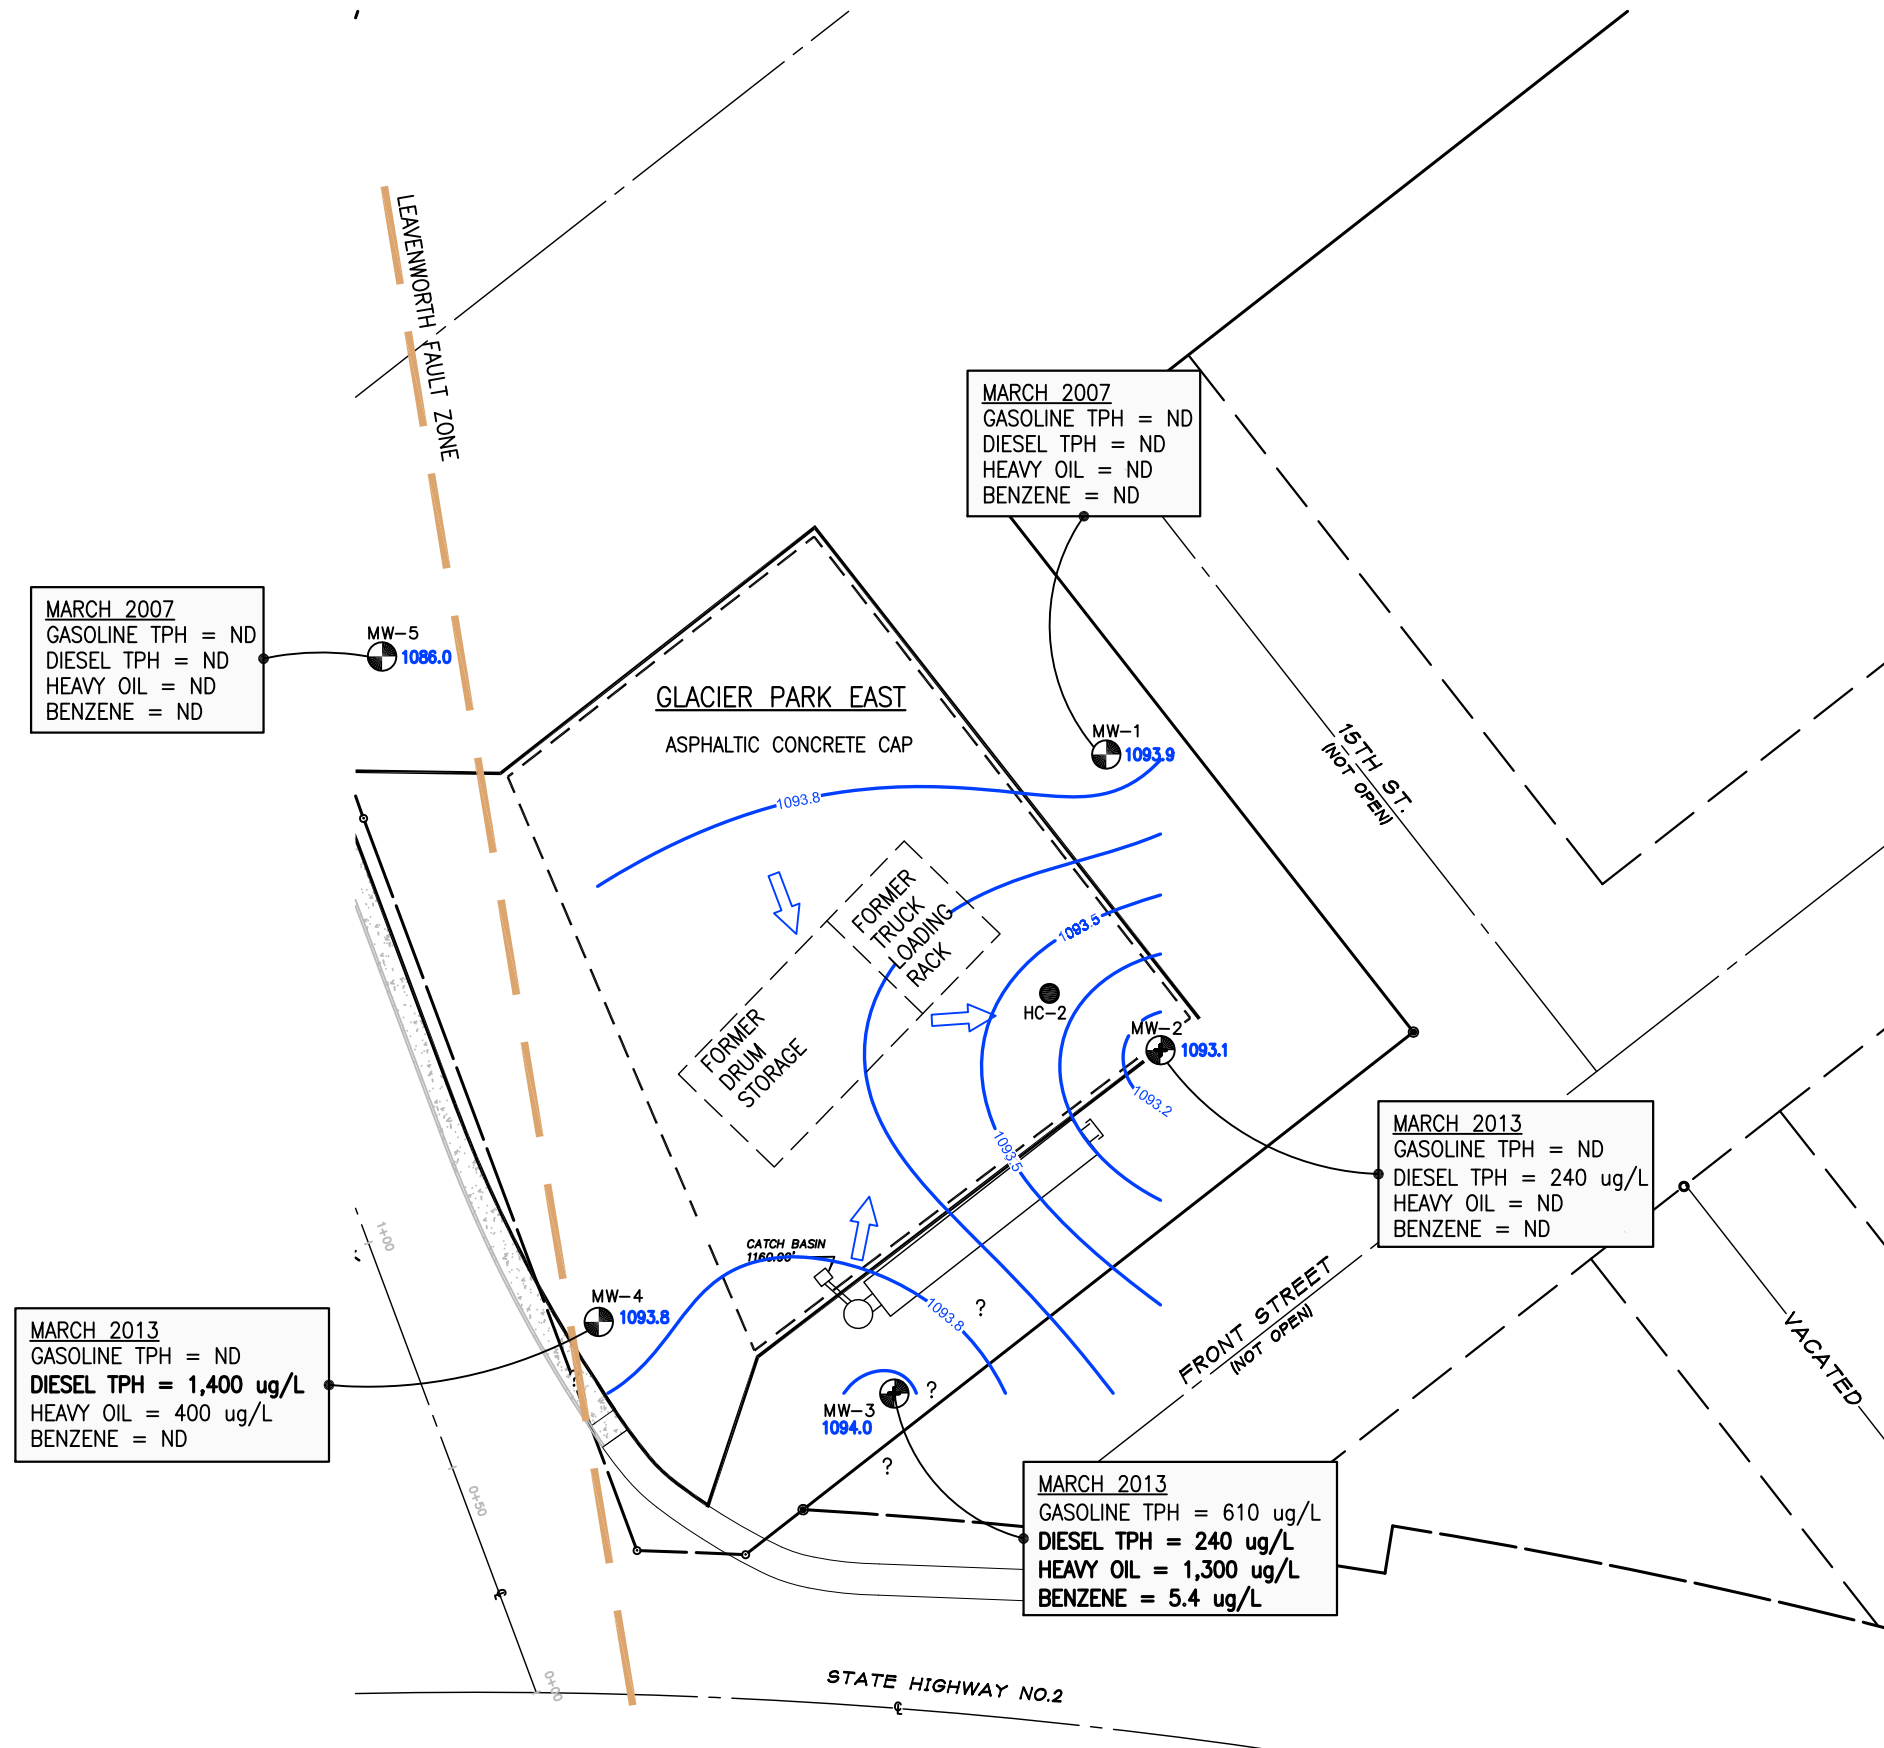 LEAVENWORTH FAULT ZONE
MARCH 2007
GASOLINE TPH = ND
DIESEL TPH = ND
HEAVY OIL = ND
BENZENE = ND
MARCH 2007
GASOLINE TPH = ND
DIESEL TPH = ND
HEAVY OIL = ND
BENZENE = ND
MW-5
1086.0
GLACIER PARK EAST
ASPHALTIC CONCRETE CAP
MW-1
1093.9
15TH ST.
(NOT OPEN)
1093.8
FORMER
TRUCK
LOADING
RACK
1093.5
HC-2
FORMER
DRUM
STORAGE
MW-2
1093.1
1093.2
MARCH 2013
GASOLINE TPH = ND
DIESEL TPH = 240 ug/L
HEAVY OIL = ND
BENZENE = ND
1093.5
1+00
CATCH BASIN
MW-4
1093.8
1093.8
?
FRONT STREET
(NOT OPEN)
VACATED
MARCH 2013
GASOLINE TPH = ND
DIESEL TPH = 1,400 ug/L
HEAVY OIL = 400 ug/L
BENZENE = ND
?
?
MW-3
1094.0
?
MARCH 2013
GASOLINE TPH = 610 ug/L
DIESEL TPH = 240 ug/L
HEAVY OIL = 1,300 ug/L
BENZENE = 5.4 ug/L
0+50
0+00
STATE HIGHWAY NO.2